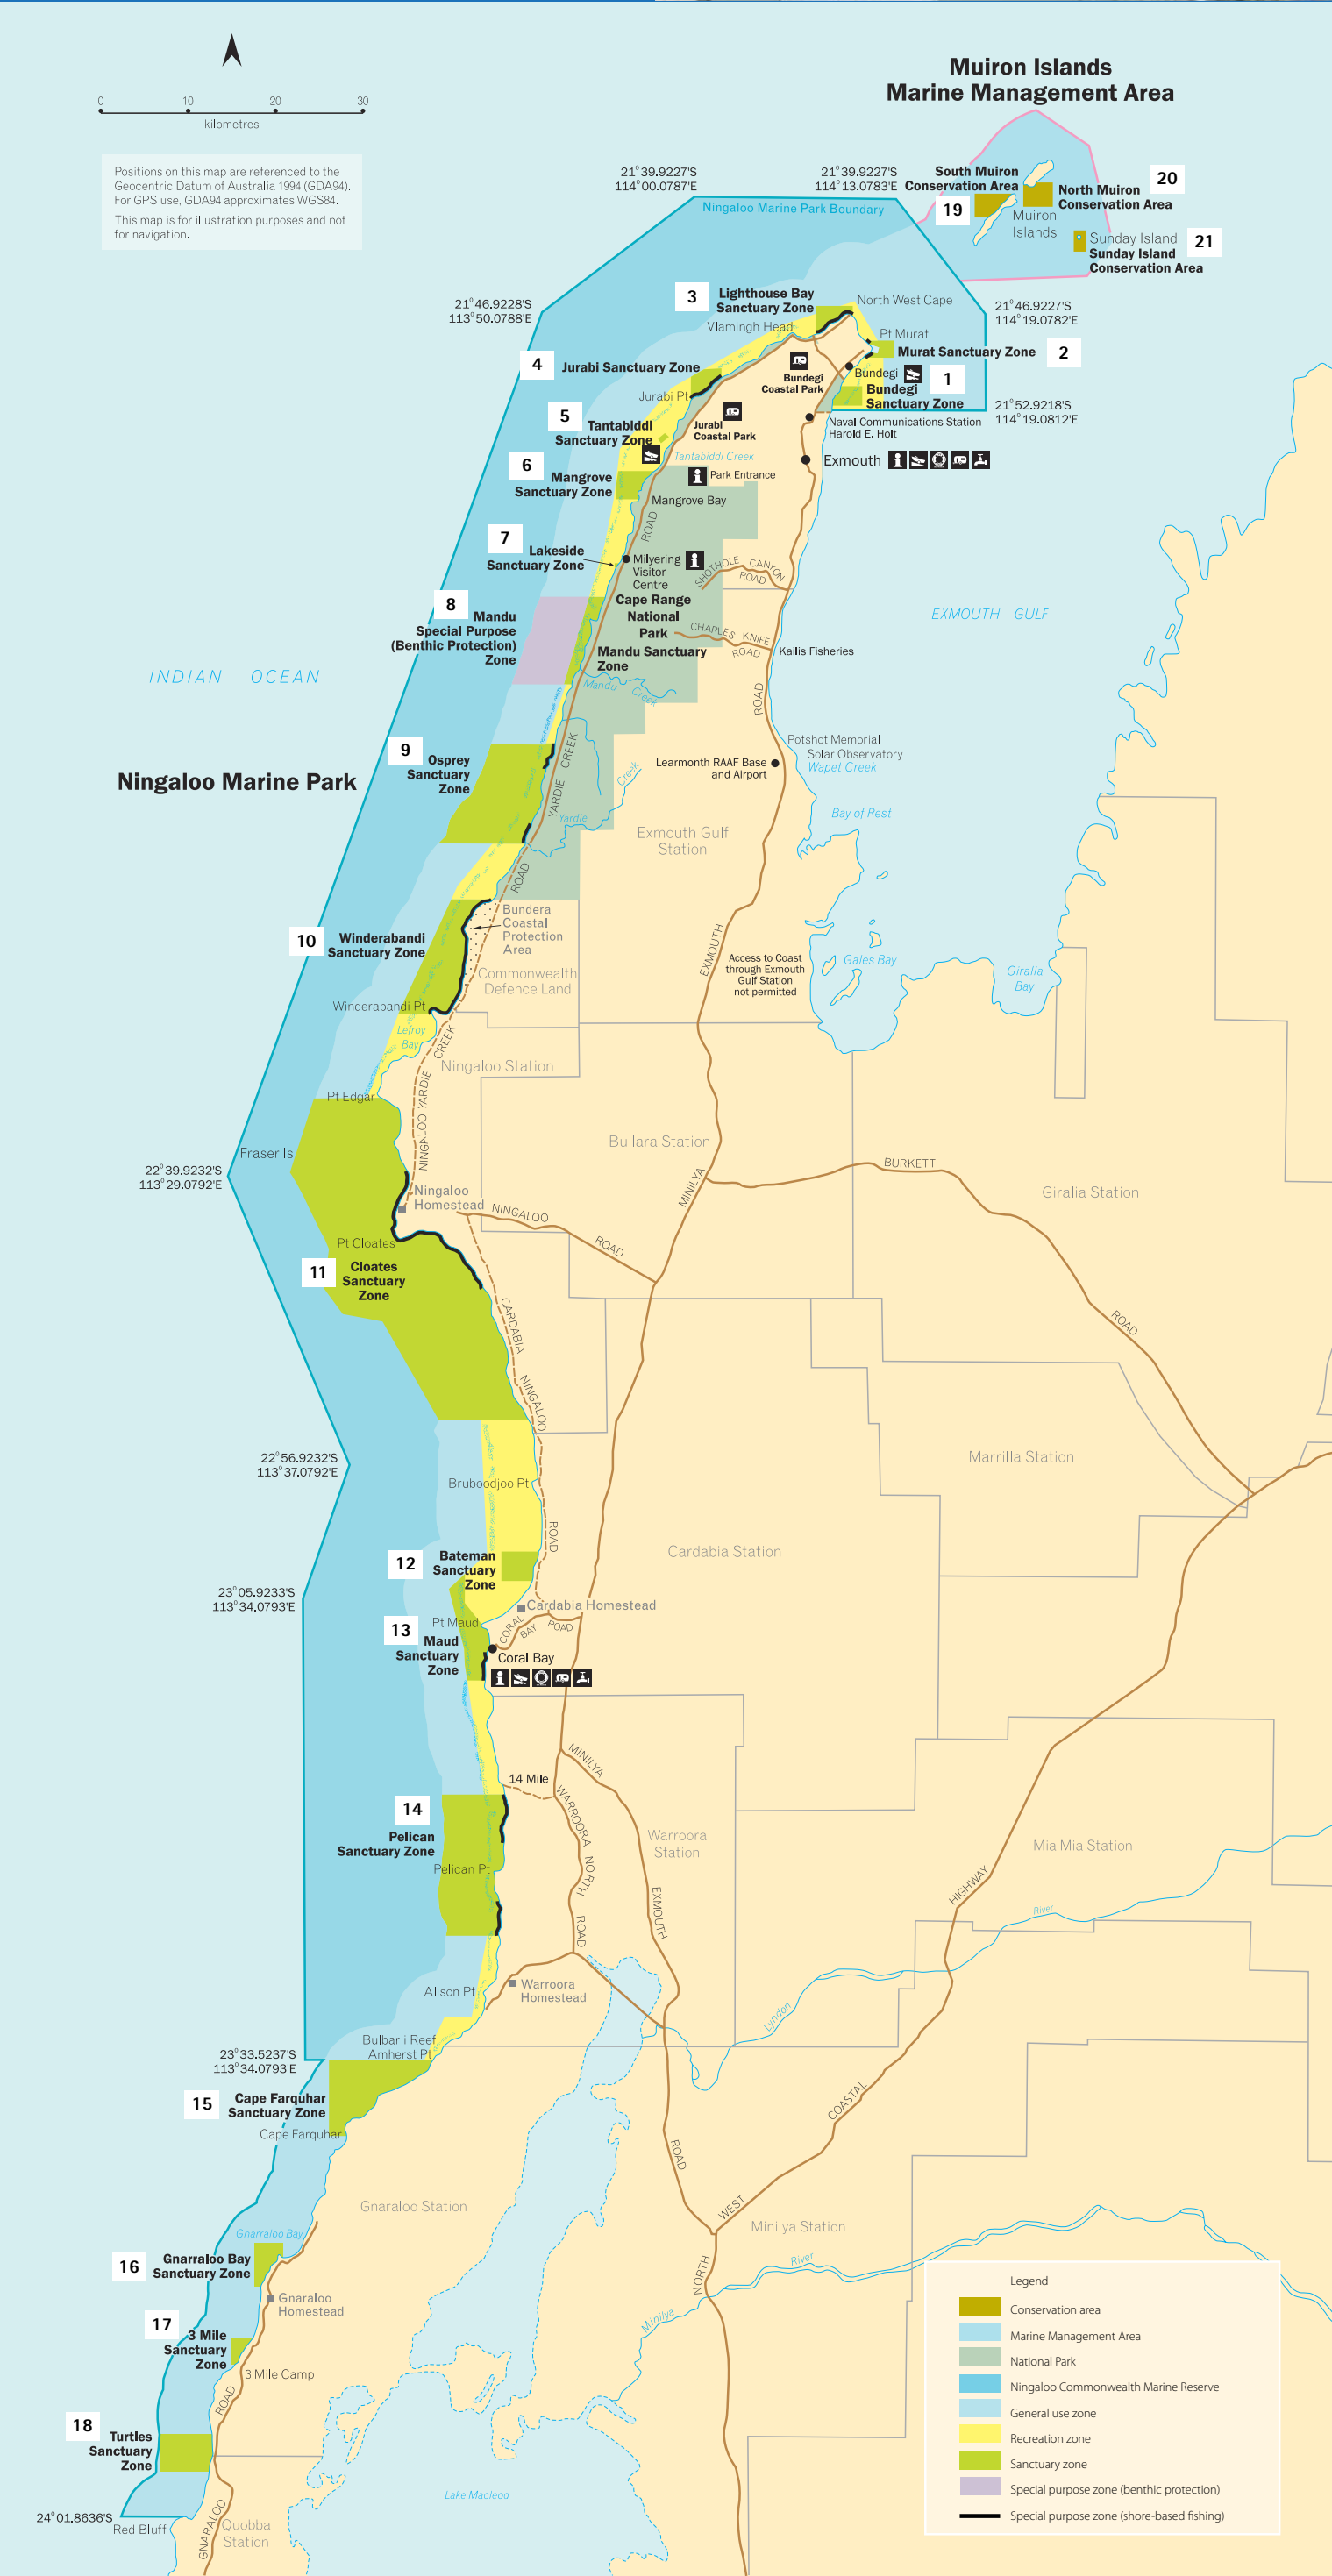 Muiron Islands
Marine Management Area
0 10 20 30
kilometres
Positions on this map are referenced to the
Geocentric Datum of Australia 1994 (GDA94).
For GPS use, GDA94 approximates WGS84.
This map is for illustration purposes and not
for navigation.
21°39.9227'S
114°00.0787'E
21°39.9227'S
114°13.0783'E
Ningaloo Marine Park Boundary
South Muiron
Conservation Area
19
20
North Muiron
Conservation Area
Muiron
Islands
Sunday Island
21
Sunday Island
Conservation Area
21°46.9228'S
113°50.0788'E
3
Lighthouse Bay
Sanctuary Zone
North West Cape
Vlamingh Head
21°46.9227'S
114°19.0782'E
Pt Murat
Murat Sanctuary Zone
2
4
Jurabi Sanctuary Zone
Jurabi Pt
Bundegi
Coastal Park
Bundegi
1
Bundegi
Sanctuary Zone
21°52.9218'S
114°19.0812'E
5
Tantabiddi
Sanctuary Zone
Jurabi
Coastal Park
Naval Communications Station
Harold E. Holt
Tantabiddi Creek
Exmouth
6
Mangrove
Sanctuary Zone
Park Entrance
Mangrove Bay
ROAD
7
Lakeside
Sanctuary Zone
Milyering
Visitor
Centre
SHOTHOLE CANYON
ROAD
8
Mandu
Special Purpose
(Benthic Protection)
Zone
Cape Range
National
Park
Mandu Sanctuary
Zone
CHARLES KNIFE
ROAD
Kailis Fisheries
EXMOUTH GULF
INDIAN OCEAN
Mandu
Creek
ROAD
9
Osprey
Sanctuary
Zone
YARDIE CREEK
Creek
Yardie
Potshot Memorial
Solar Observatory
Wapet Creek
Learmonth RAAF Base
and Airport
Ningaloo Marine Park
Bay of Rest
Exmouth Gulf
Station
ROAD
10
Winderabandi
Sanctuary Zone
Bundera
Coastal
Protection
Area
Commonwealth
Defence Land
EXMOUTH
Access to Coast
through Exmouth
Gulf Station
not permitted
Gales Bay
Giralia
Bay
Winderabandi Pt
Lefroy
Bay
CREEK
Ningaloo Station
Pt Edgar
NINGALOO YARDIE
Bullara Station
Fraser Is
22°39.9232'S
113°29.0792'E
BURKETT
Giralia Station
Ningaloo
Homestead
MINILYA
NINGALOO
ROAD
Pt Cloates
11
Cloates
Sanctuary
Zone
CARDABIA
ROAD
NINGALOO
22°56.9232'S
113°37.0792'E
Marrilla Station
Bruboodjoo Pt
ROAD
Cardabia Station
12
Bateman
Sanctuary
Zone
23°05.9233'S
113°34.0793'E
Cardabia Homestead
Pt Maud
13
Maud
Sanctuary
Zone
CORAL
BAY ROAD
Coral Bay
MINILYA
14 Mile
14
Pelican
Sanctuary Zone
WARROORA NORTH
Warroora
Station
Mia Mia Station
Pelican Pt
EXMOUTH
ROAD
HIGHWAY
River
Alison Pt
Warroora
Homestead
Lyndon
Bulbarli Reef
Amherst Pt
23°33.5237'S
113°34.0793'E
15
Cape Farquhar
Sanctuary Zone
Cape Farquhar
COASTAL
ROAD
Gnaraloo Station
WEST
Minilya Station
Gnarraloo Bay
16
Gnarraloo Bay
Sanctuary Zone
River
NORTH
Minilya
Gnaraloo
Homestead
17
3 Mile
Sanctuary
Zone
3 Mile Camp
ROAD
18
Turtles
Sanctuary
Zone
Lake Macleod
24°01.8636'S
Red Bluff
GNARALOO
Quobba
Station
Legend
Conservation area
Marine Management Area
National Park
Ningaloo Commonwealth Marine Reserve
General use zone
Recreation zone
Sanctuary zone
Special purpose zone (benthic protection)
Special purpose zone (shore-based fishing)